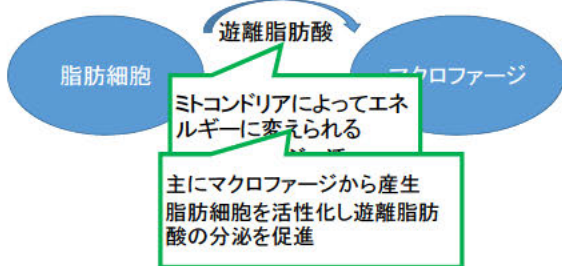 遊離脂肪酸
脂肪細胞
マクロファージ
ミトコンドリアによってエネ
ルギーに変えられる
主にマクロファージから産生
脂肪細胞を活性化し遊離脂肪
酸の分泌を促進